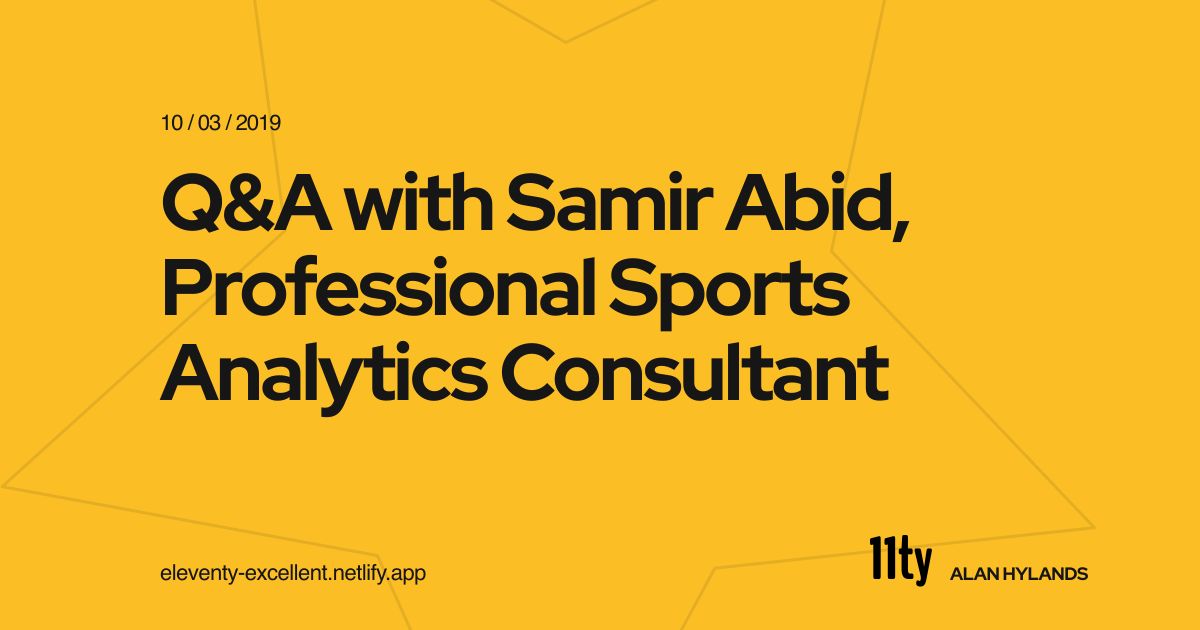 10 / 03 / 2019
Q&A with Samir Abid,
Professional Sports
Analytics Consultant
eleventy-excellent.netlify.app
11ty ALAN HYLANDS